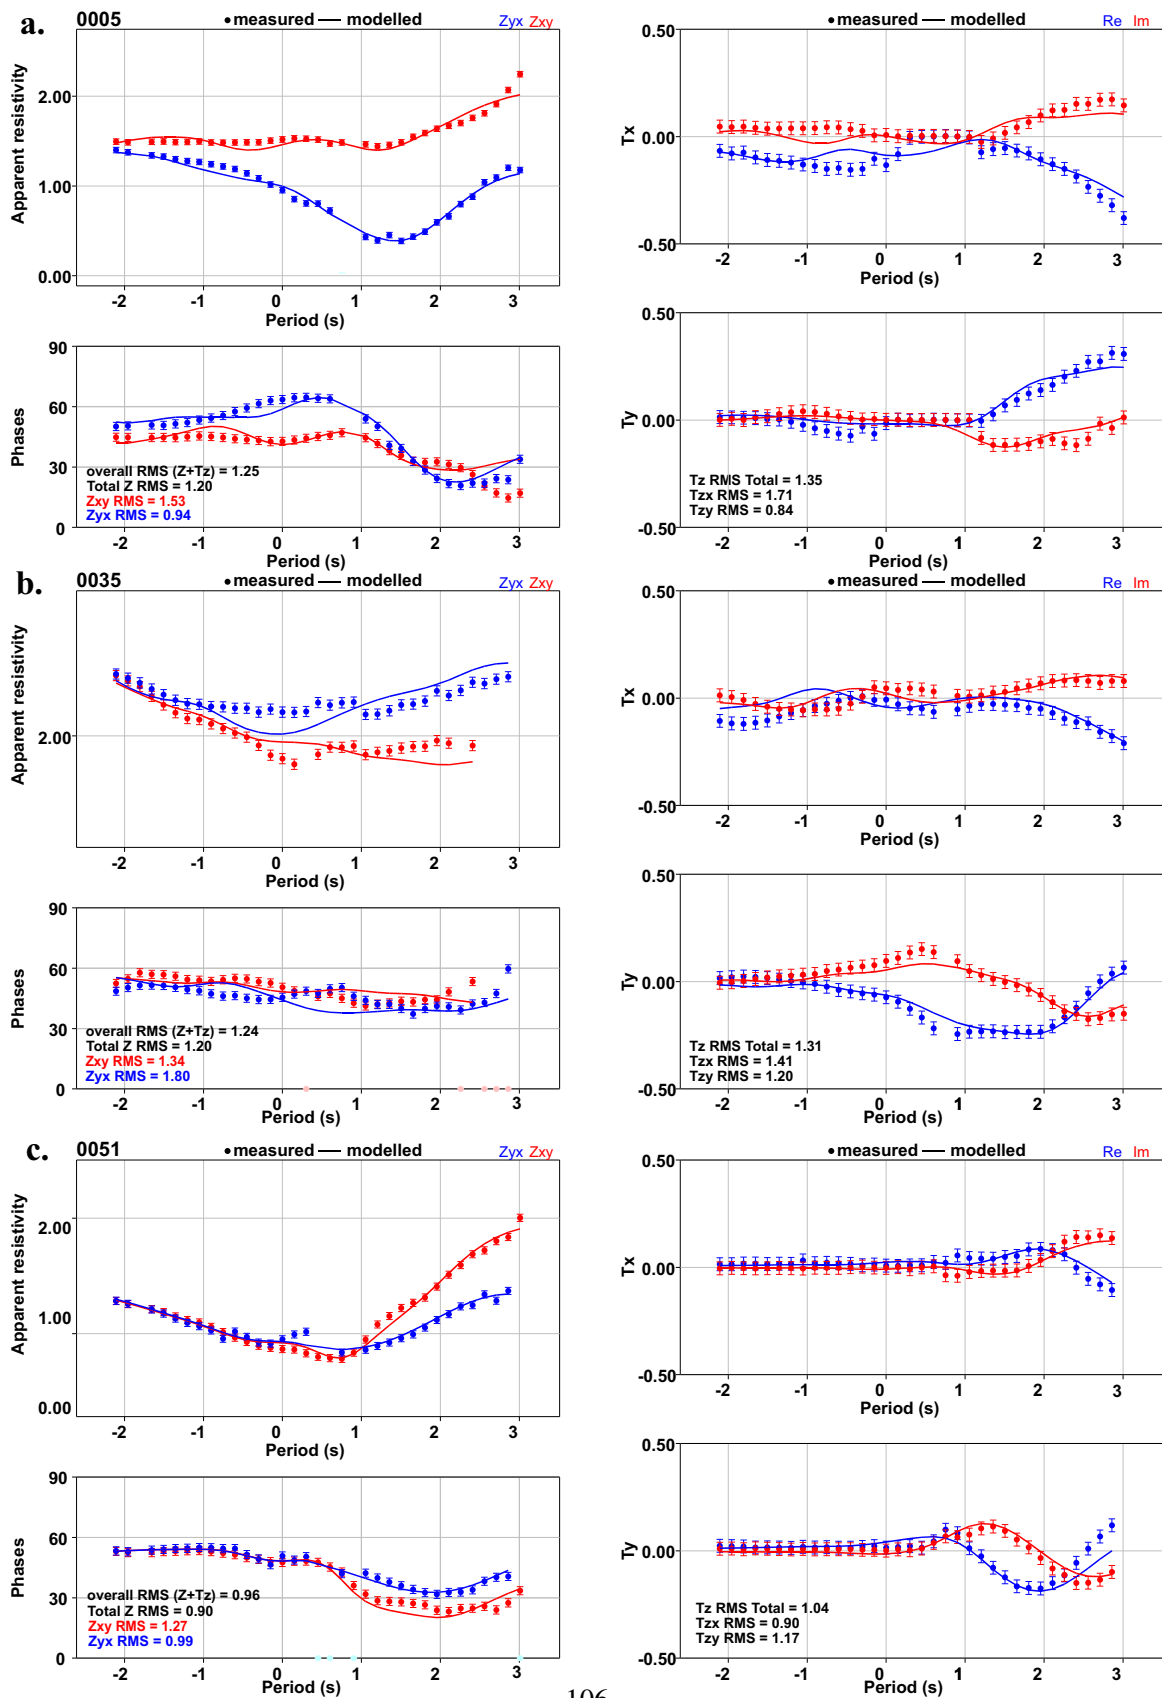 a.
0005
•measured — modelled
Zyx Zxy
Apparent resistivity
2.00
1.00
0.00
-2 -1 0 1 2 3
Period (s)
Phases
90
60
30
0
overall RMS (Z+Tz) = 1.25
Total Z RMS = 1.20
Zxy RMS = 1.53
Zyx RMS = 0.94
-2 -1 0 1 2 3
Period (s)
•measured — modelled
Re Im
Tx
0.50
0.00
-0.50
-2 -1 0 1 2 3
Period (s)
Ty
0.50
0.00
-0.50
Tz RMS Total = 1.35
Tzx RMS = 1.71
Tzy RMS = 0.84
-2 -1 0 1 2 3
Period (s)
b.
0035
•measured — modelled
Zyx Zxy
Apparent resistivity
2.00
-2 -1 0 1 2 3
Period (s)
Phases
90
60
30
0
overall RMS (Z+Tz) = 1.24
Total Z RMS = 1.20
Zxy RMS = 1.34
Zyx RMS = 1.80
-2 -1 0 1 2 3
Period (s)
•measured — modelled
Re Im
Tx
0.50
0.00
-0.50
-2 -1 0 1 2 3
Period (s)
Ty
0.50
0.00
-0.50
Tz RMS Total = 1.31
Tzx RMS = 1.41
Tzy RMS = 1.20
-2 -1 0 1 2 3
Period (s)
c.
0051
•measured — modelled
Zyx Zxy
Apparent resistivity
2.00
1.00
0.00
-2 -1 0 1 2 3
Period (s)
Phases
90
60
30
0
overall RMS (Z+Tz) = 0.96
Total Z RMS = 0.90
Zxy RMS = 1.27
Zyx RMS = 0.99
-2 -1 0 1 2 3
Period (s)
•measured — modelled
Re Im
Tx
0.50
0.00
-0.50
-2 -1 0 1 2 3
Period (s)
Ty
0.50
0.00
-0.50
Tz RMS Total = 1.04
Tzx RMS = 0.90
Tzy RMS = 1.17
-2 -1 0 1 2 3
Period (s)
106